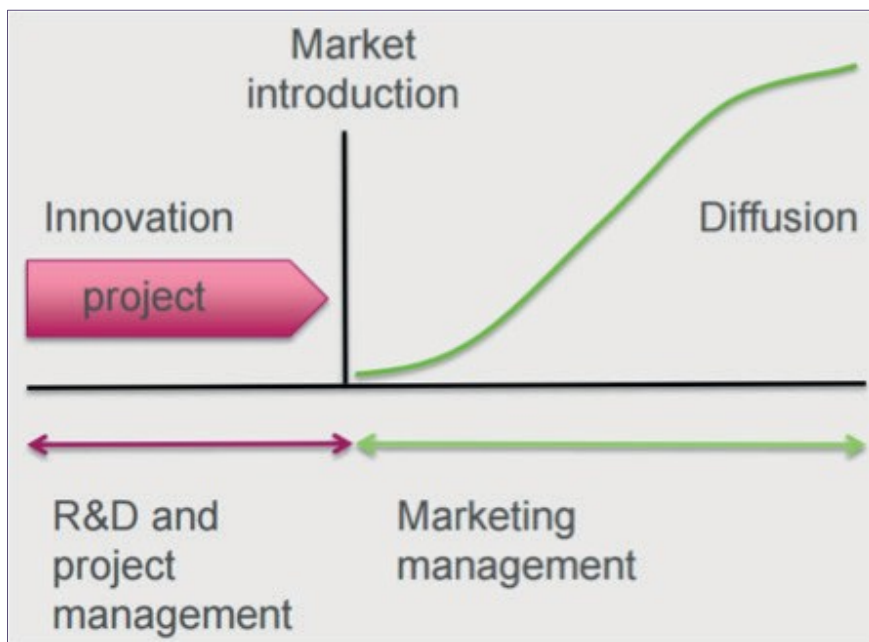 Market
introduction
Innovation
project
Diffusion
R&D and
project
management
Marketing
management